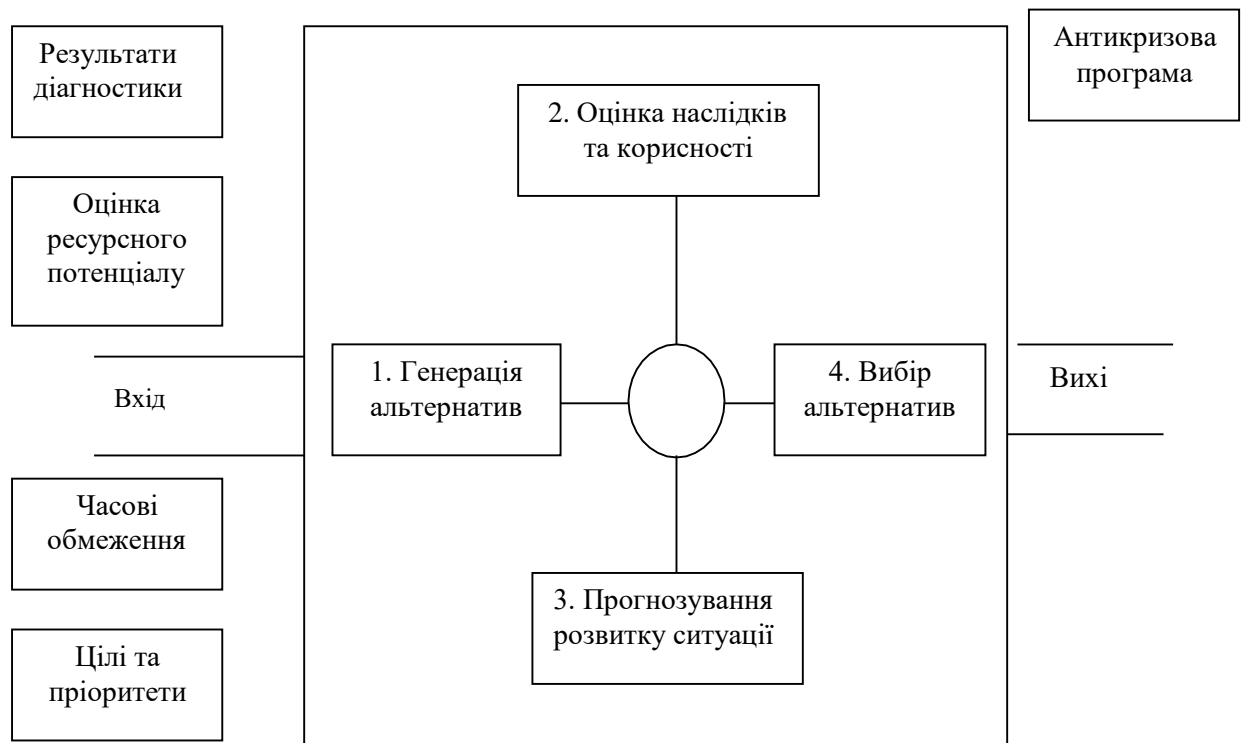 Результати
діагностики
Оцінка
ресурсного
потенціалу
Вхід
Часові
обмеження
Цілі та
пріоритети
2. Оцінка наслідків
та корисності
1. Генерація
альтернатив
4. Вибір
альтернатив
3. Прогнозування
розвитку ситуації
Антикризова
програма
Вихі